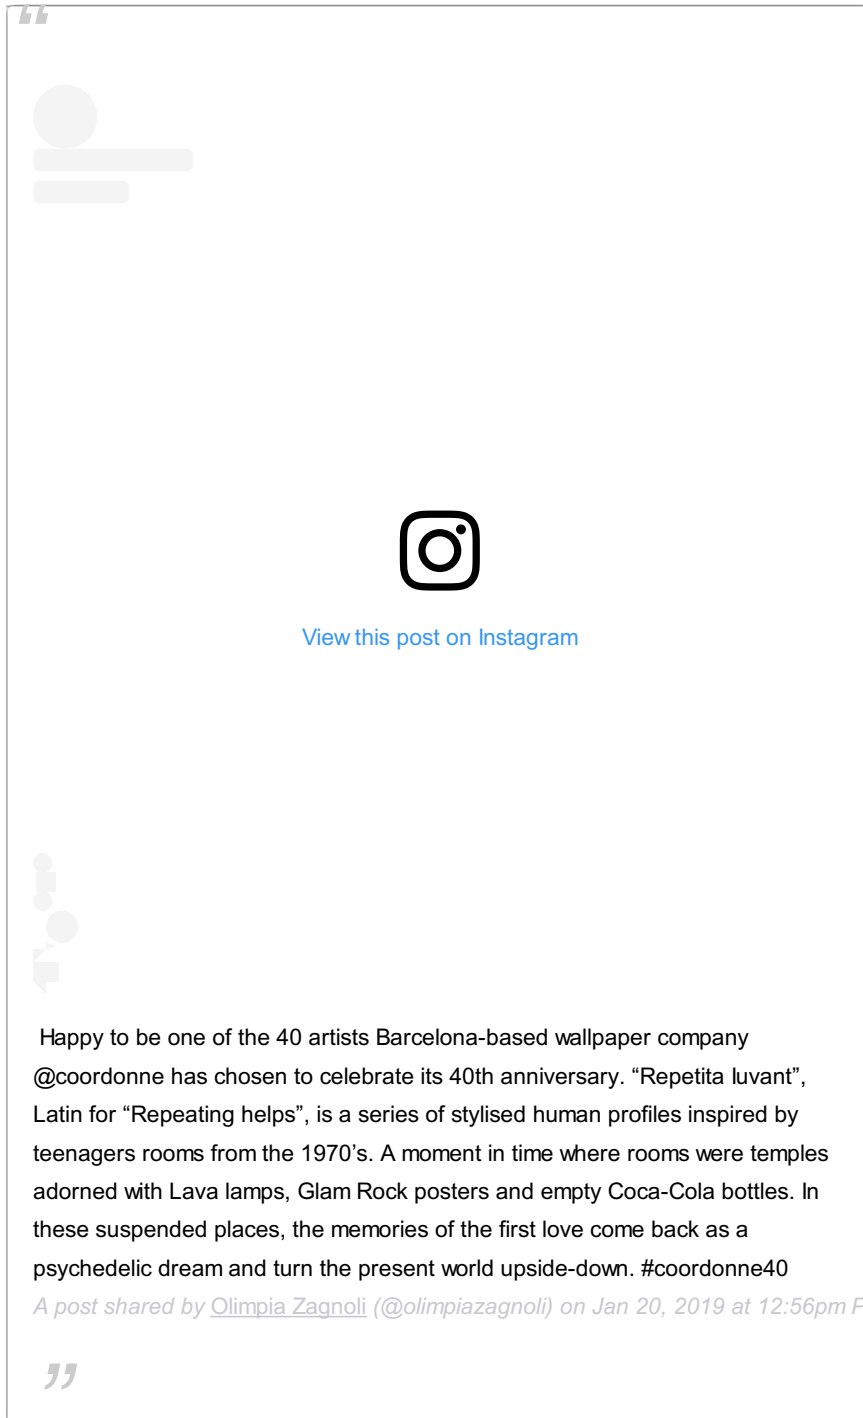 “
View this post on Instagram
Happy to be one of the 40 artists Barcelona-based wallpaper company
@coordonne has chosen to celebrate its 40th anniversary. “Repetita Iuvant”,
Latin for “Repeating helps”, is a series of stylised human profiles inspired by
teenagers rooms from the 1970’s. A moment in time where rooms were temples
adorned with Lava lamps, Glam Rock posters and empty Coca-Cola bottles. In
these suspended places, the memories of the first love come back as a
psychedelic dream and turn the present world upside-down. #coordonne40
A post shared by Olimpia Zagnoli (@olimpiazagnoli) on Jan 20, 2019 at 12:56pm
”